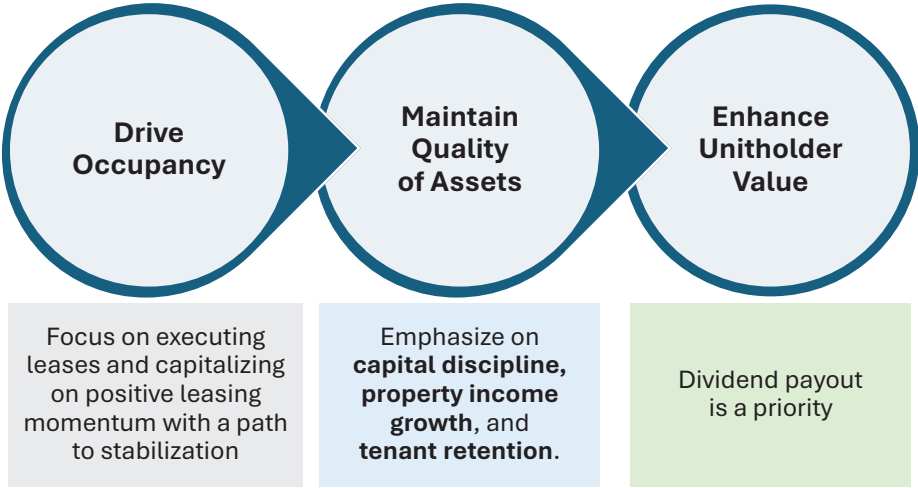 Drive
Occupancy
Maintain
Quality
of Assets
Enhance
Unitholder
Value
Focus on executing
leases and capitalizing
on positive leasing
momentum with a path
to stabilization
Emphasize on
capital discipline,
property income
growth, and
tenant retention.
Dividend payout
is a priority